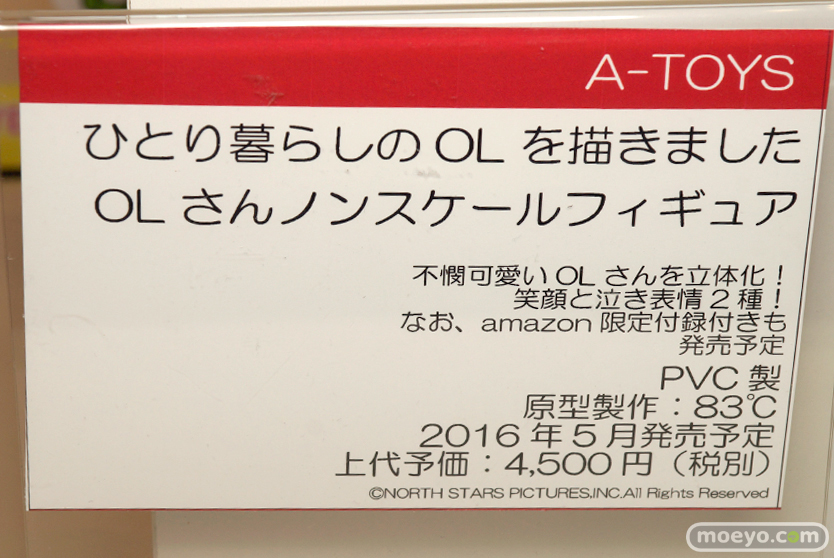 A-TOYS
ひとり暮らしのOLを描きました
OLさんノンスケールフィギュア
不憫可愛いOLさんを立体化！
笑顔と泣き表情2種！
なお、amazon限定付録付きも
発売予定
PVC製
原型製作：83℃
2016年5月発売予定
上代予価：4,500円（税別）
©NORTH STARS PICTURES,INC.All Rights Reserved
moeyo.com